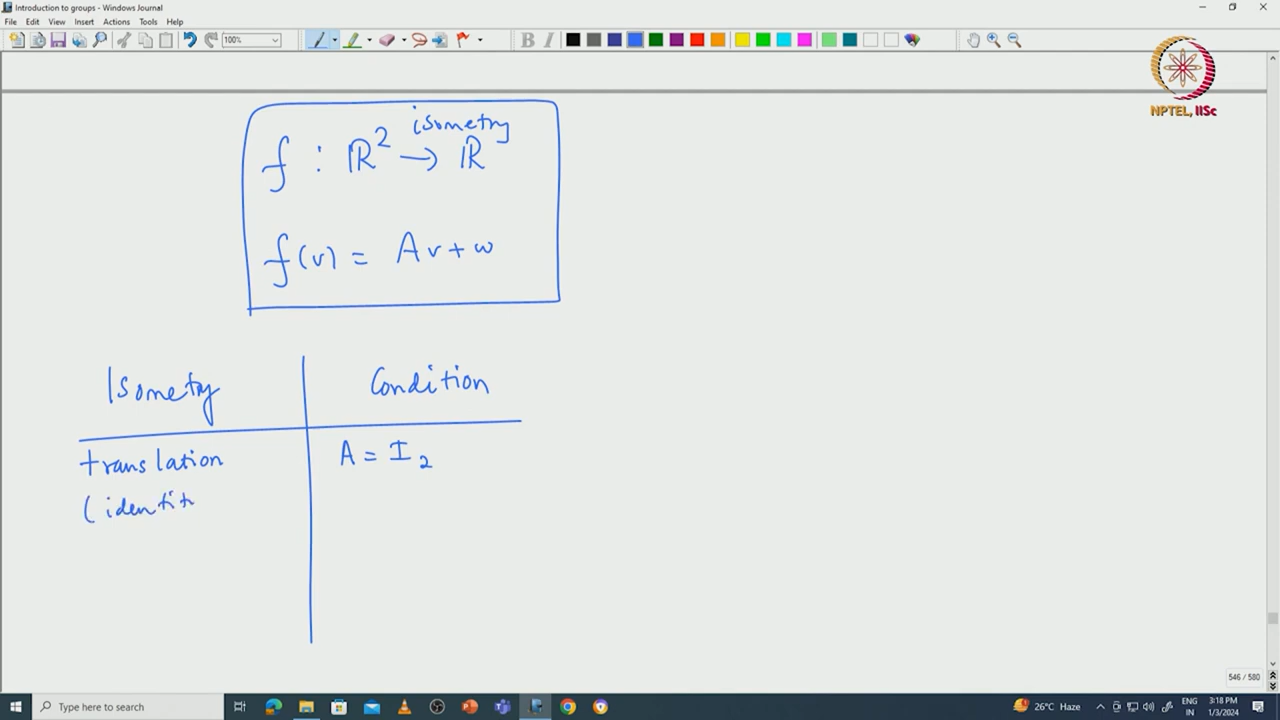 Introduction to groups - Windows Journal
File Edit View Insert Actions Tools Help
100%
B I
NPTEL, IISc
isometry
f : ℝ² → ℝ
f(v) = Av + w
Isometry Condition
translation A = I₂
(identit
546 / 580
Type here to search
26°C Haze
ENG
IN
3:18 PM
1/3/2024